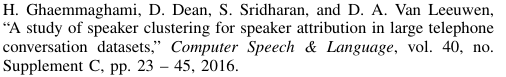 H. Ghaemmaghami, D. Dean, S. Sridharan, and D. A. Van Leeuwen,
“A study of speaker clustering for speaker attribution in large telephone
conversation datasets,” Computer Speech & Language, vol. 40, no.
Supplement C, pp. 23 – 45, 2016.